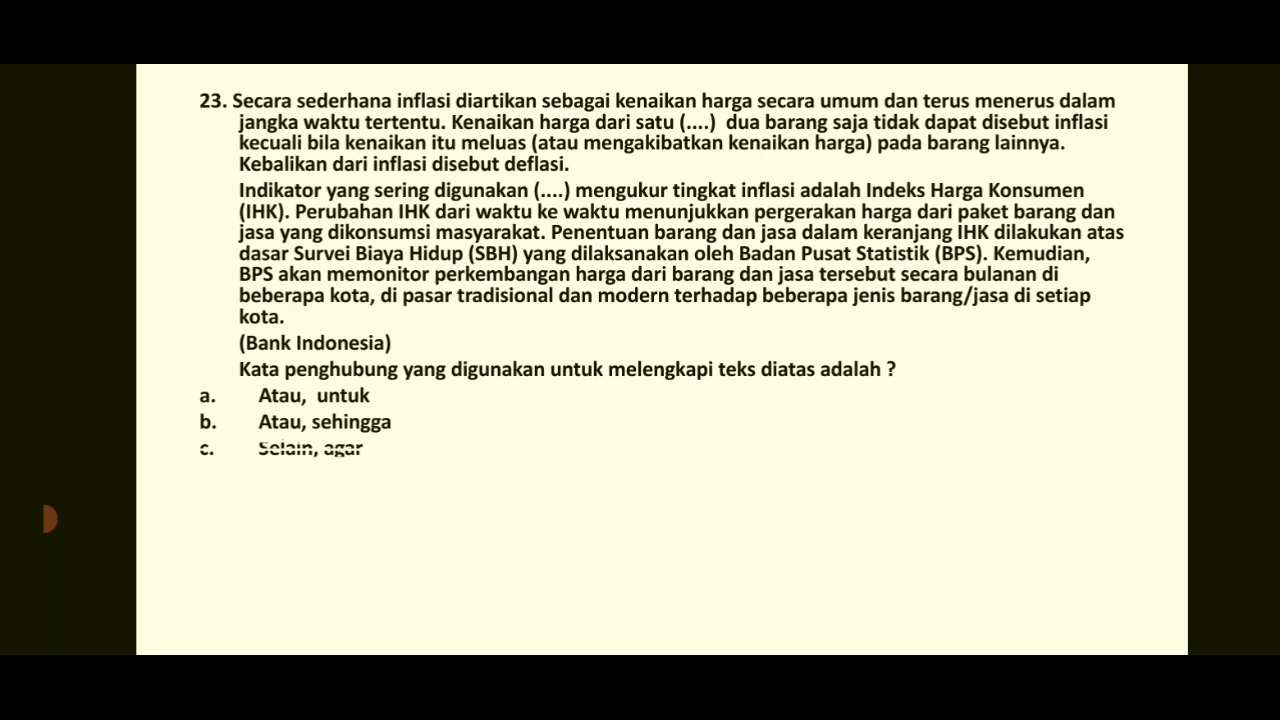 23. Secara sederhana inflasi diartikan sebagai kenaikan harga secara umum dan terus menerus dalam
jangka waktu tertentu. Kenaikan harga dari satu (....) dua barang saja tidak dapat disebut inflasi
kecuali bila kenaikan itu meluas (atau mengakibatkan kenaikan harga) pada barang lainnya.
Kebalikan dari inflasi disebut deflasi.
Indikator yang sering digunakan (....) mengukur tingkat inflasi adalah Indeks Harga Konsumen
(IHK). Perubahan IHK dari waktu ke waktu menunjukkan pergerakan harga dari paket barang dan
jasa yang dikonsumsi masyarakat. Penentuan barang dan jasa dalam keranjang IHK dilakukan atas
dasar Survei Biaya Hidup (SBH) yang dilaksanakan oleh Badan Pusat Statistik (BPS). Kemudian,
BPS akan memonitor perkembangan harga dari barang dan jasa tersebut secara bulanan di
beberapa kota, di pasar tradisional dan modern terhadap beberapa jenis barang/jasa di setiap
kota.
(Bank Indonesia)
Kata penghubung yang digunakan untuk melengkapi teks diatas adalah ?
a. Atau, untuk
b. Atau, sehingga
c. Selain, agar